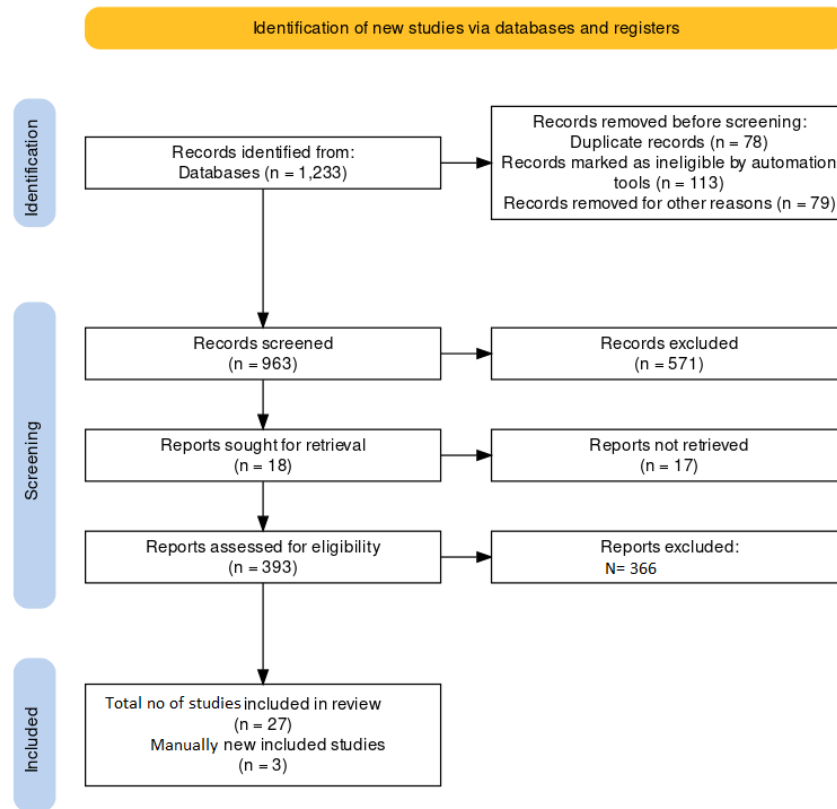 Identification of new studies via databases and registers
Identification
Records identified from:
Databases (n = 1,233)
Records removed before screening:
Duplicate records (n = 78)
Records marked as ineligible by automation
tools (n = 113)
Records removed for other reasons (n = 79)
Screening
Records screened
(n = 963)
Records excluded
(n = 571)
Reports sought for retrieval
(n = 18)
Reports not retrieved
(n = 17)
Reports assessed for eligibility
(n = 393)
Reports excluded:
N= 366
Included
Total no of studies included in review
(n = 27)
Manually new included studies
(n = 3)